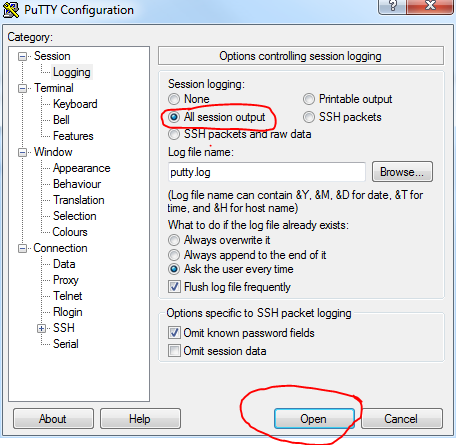 PuTTY Configuration
Category:
Session
Logging
Terminal
Keyboard
Bell
Features
Window
Appearance
Behaviour
Translation
Selection
Colours
Connection
Data
Proxy
Telnet
Rlogin
SSH
Serial
Options controlling session logging
Session logging:
None
Printable output
All session output
SSH packets
SSH packets and raw data
Log file name:
putty.log
Browse...
(Log file name can contain &Y, &M, &D for date, &T for
time, and &H for host name)
What to do if the log file already exists:
Always overwrite it
Always append to the end of it
Ask the user every time
Flush log file frequently
Options specific to SSH packet logging
Omit known password fields
Omit session data
About
Help
Open
Cancel